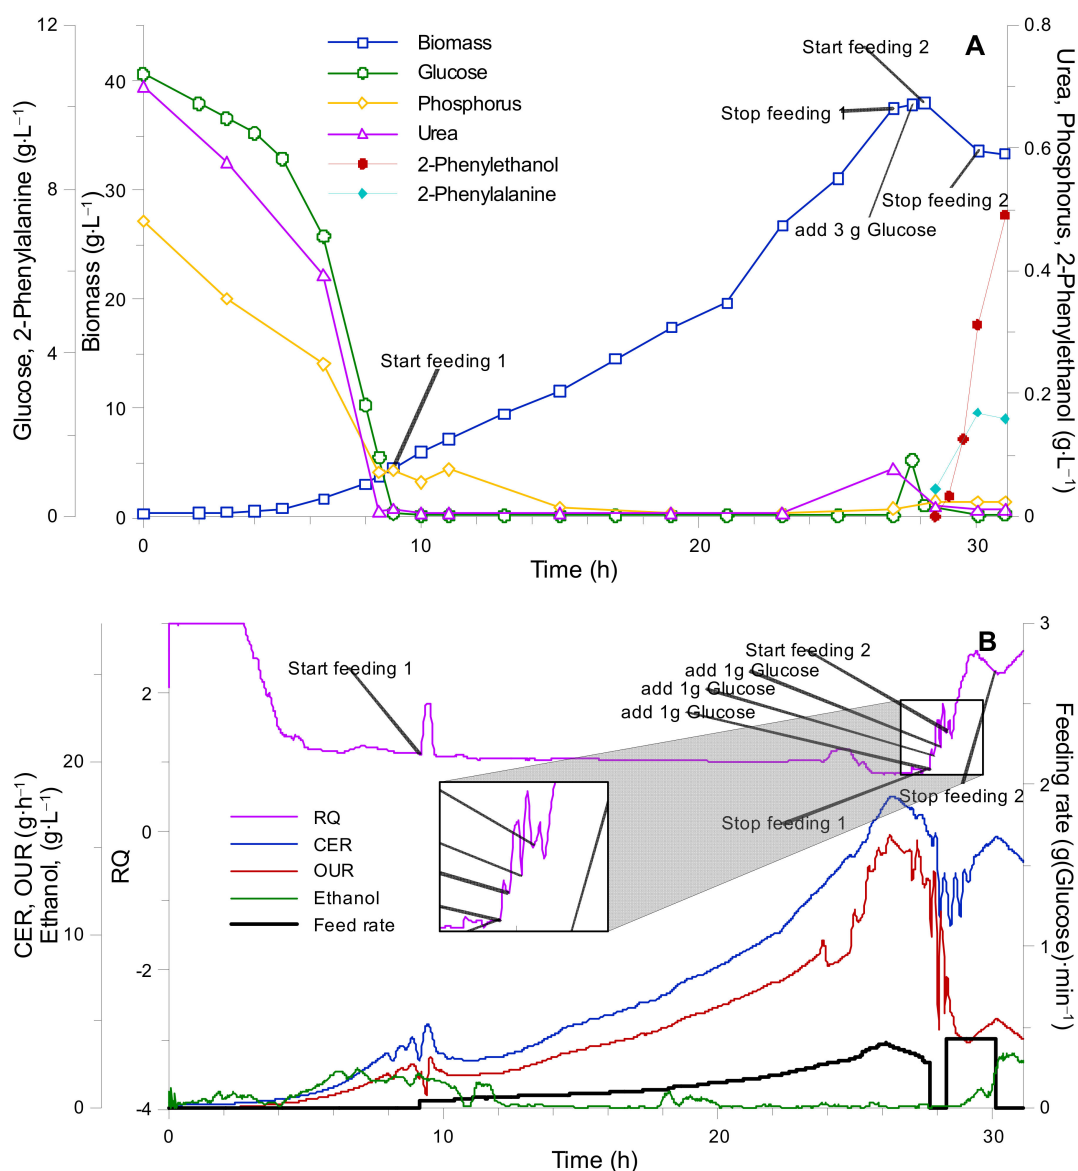 12
8
4
0
Glucose, 2-Phenylalanine (g·L⁻¹)
40
30
20
10
0
Biomass (g·L⁻¹)
Biomass
Glucose
Phosphorus
Urea
2-Phenylethanol
2-Phenylalanine
Start feeding 2
A
Stop feeding 1
Stop feeding 2
add 3 g Glucose
Start feeding 1
0.8
0.6
0.4
0.2
0
Urea, Phosphorus, 2-Phenylethanol (g·L⁻¹)
0
10
20
30
Time (h)
B
Start feeding 1
Start feeding 2
add 1g Glucose
add 1g Glucose
add 1g Glucose
Stop feeding 2
Stop feeding 1
20
10
0
CER, OUR (g·h⁻¹)
Ethanol, (g·L⁻¹)
2
0
-2
-4
RQ
RQ
CER
OUR
Ethanol
Feed rate
3
2
1
0
Feeding rate (g(Glucose)·min⁻¹)
0
10
20
30
Time (h)